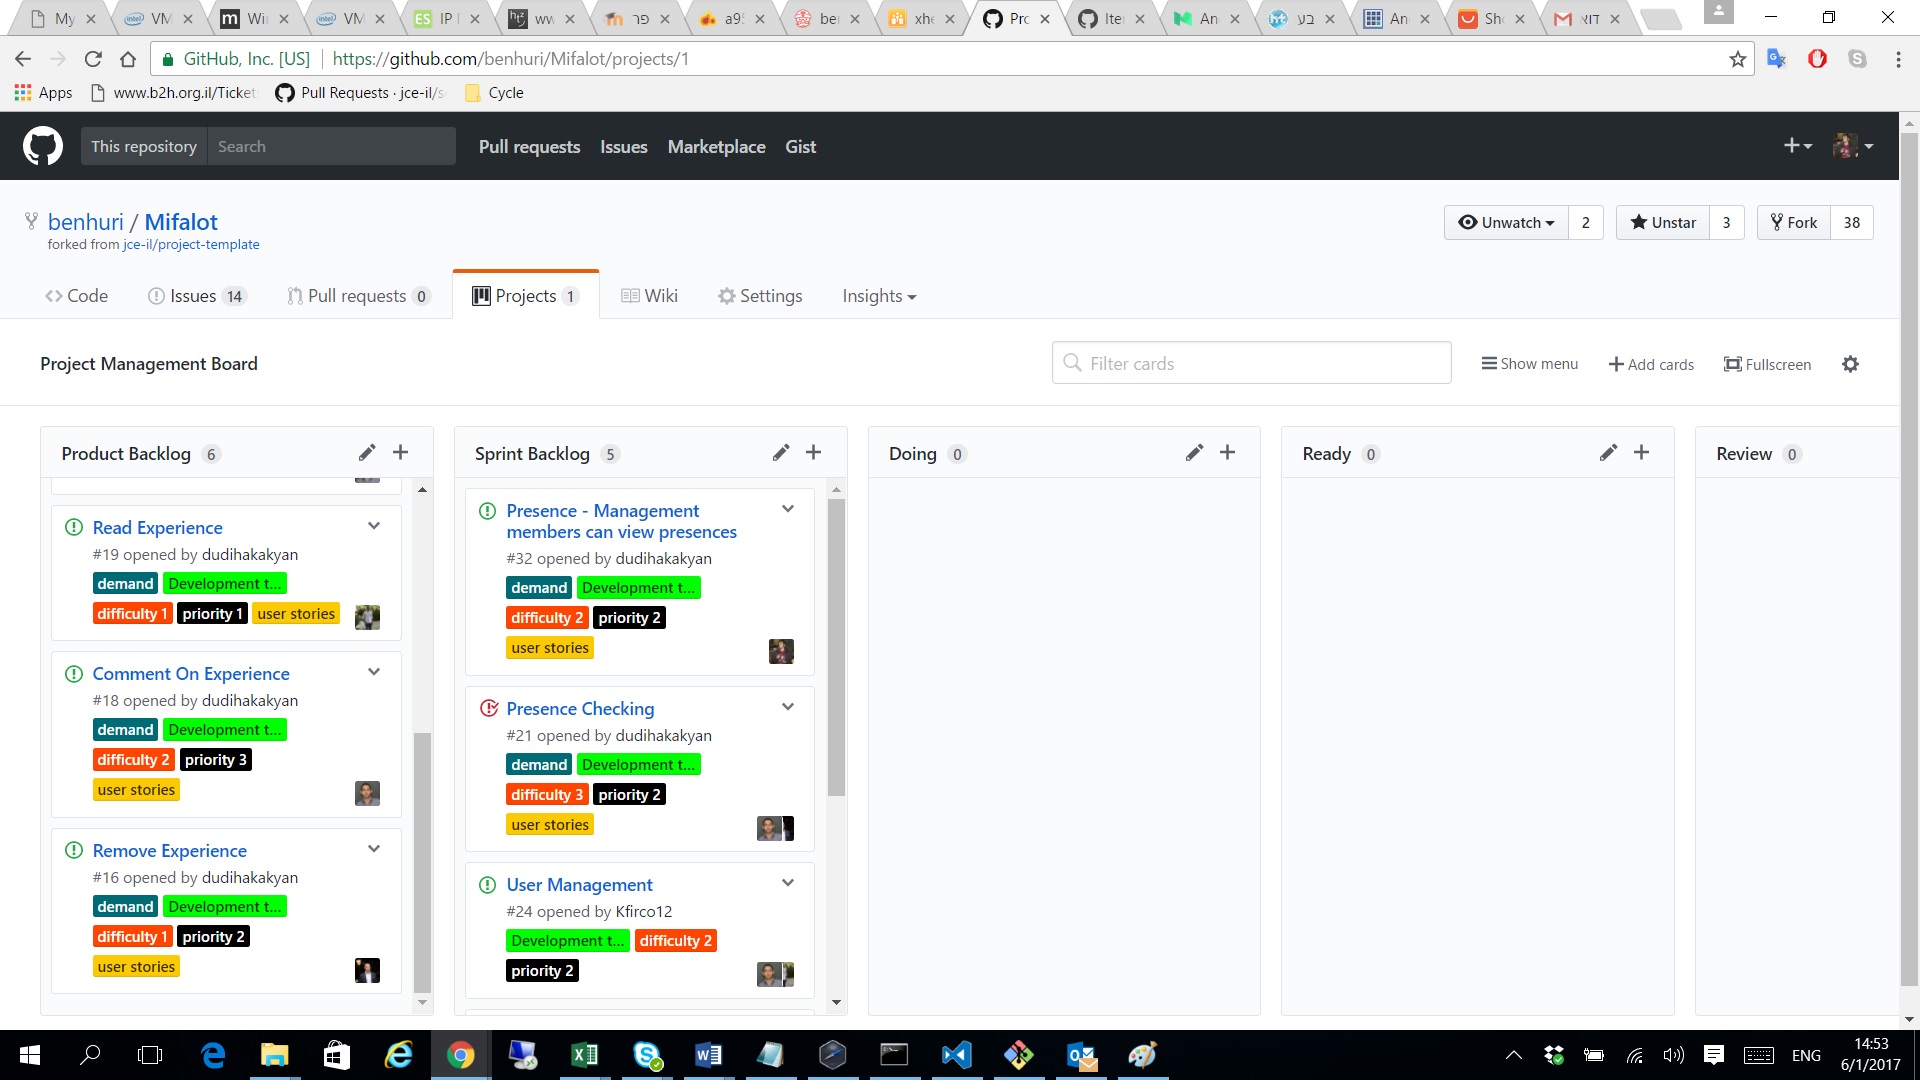 My
VM
Wi
VM
IP
ww
פר
a9
be
xhe
Pro
Ite
An
בע
An
Sh
דוא
GitHub, Inc. [US] https://github.com/benhuri/Mifalot/projects/1
Apps www.b2h.org.il/Ticket Pull Requests · jce-il/s Cycle
This repository Search Pull requests Issues Marketplace Gist
benhuri / Mifalot
forked from jce-il/project-template
Unwatch 2 Unstar 3 Fork 38
Code Issues 14 Pull requests 0 Projects 1 Wiki Settings Insights
Project Management Board Filter cards Show menu Add cards Fullscreen
Product Backlog 6
Read Experience
#19 opened by dudihakakyan
demand Development t...
difficulty 1 priority 1 user stories
Comment On Experience
#18 opened by dudihakakyan
demand Development t...
difficulty 2 priority 3
user stories
Remove Experience
#16 opened by dudihakakyan
demand Development t...
difficulty 1 priority 2
user stories
Sprint Backlog 5
Presence - Management
members can view presences
#32 opened by dudihakakyan
demand Development t...
difficulty 2 priority 2
user stories
Presence Checking
#21 opened by dudihakakyan
demand Development t...
difficulty 3 priority 2
user stories
User Management
#24 opened by Kfirco12
Development t... difficulty 2
priority 2
Doing 0
Ready 0
Review 0
ENG
14:53
6/1/2017